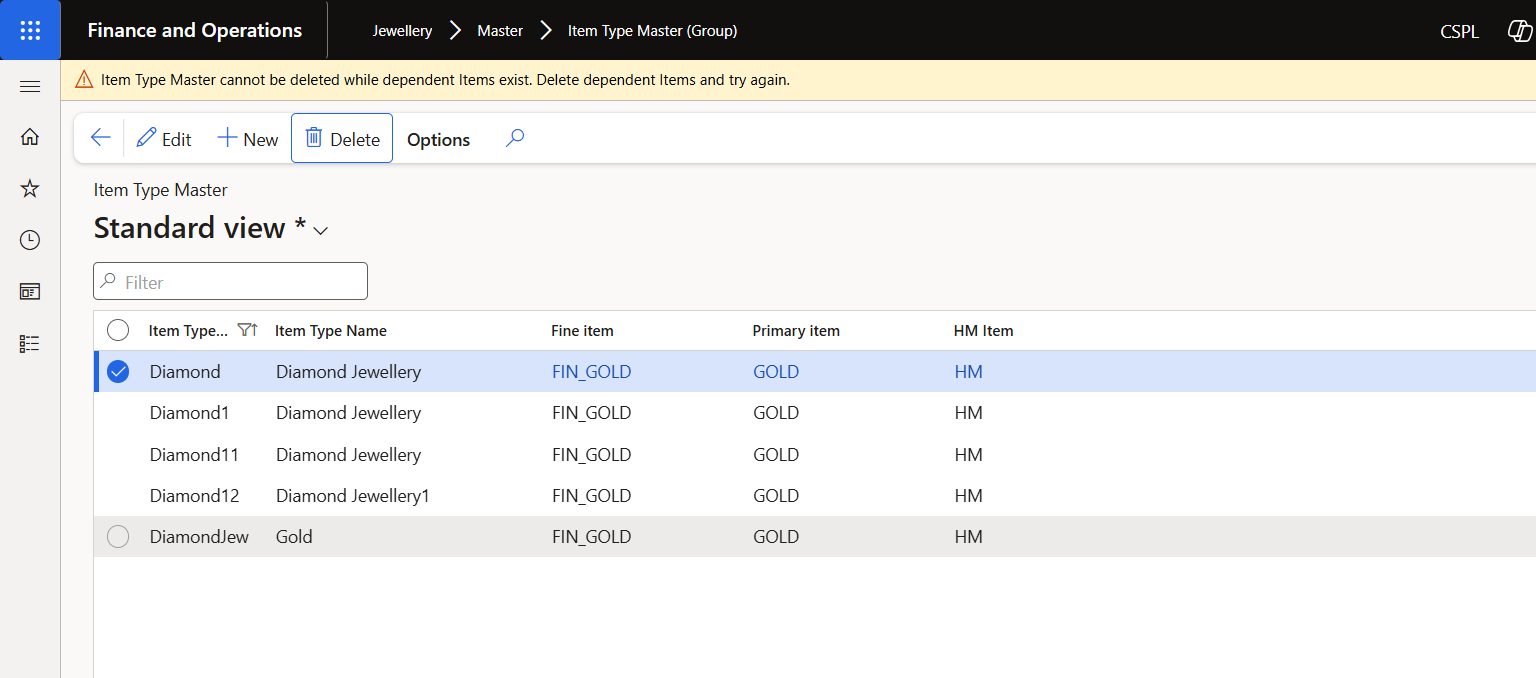 Finance and Operations Jewellery Master Item Type Master (Group) CSPL
Item Type Master cannot be deleted while dependent Items exist. Delete dependent Items and try again.
Edit New Delete Options
Item Type Master
Standard view *
Filter
Item Type... Item Type Name Fine item Primary item HM Item
Diamond Diamond Jewellery FIN_GOLD GOLD HM
Diamond1 Diamond Jewellery FIN_GOLD GOLD HM
Diamond11 Diamond Jewellery FIN_GOLD GOLD HM
Diamond12 Diamond Jewellery1 FIN_GOLD GOLD HM
DiamondJew Gold FIN_GOLD GOLD HM